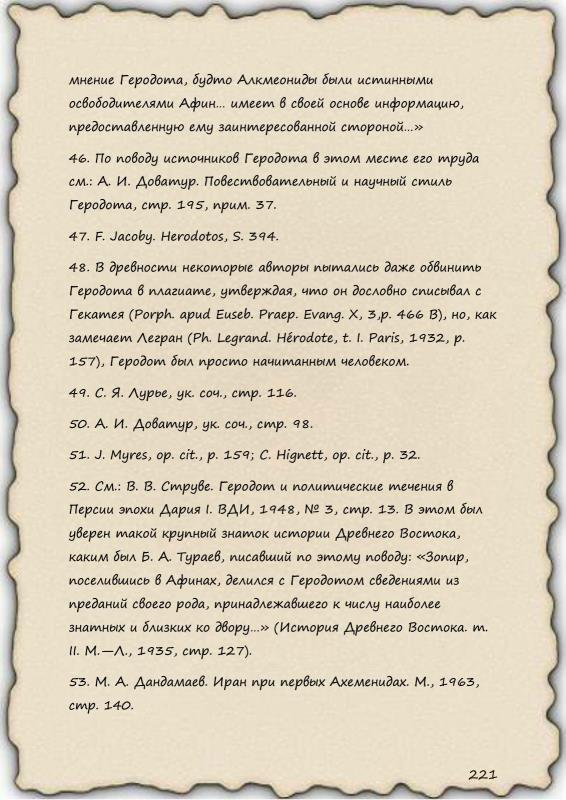 мнение Геродота, будто Алкмеониды были истинными
освободителями Афин... имеет в своей основе информацию,
предоставленную ему заинтересованной стороной...»
46. По поводу источников Геродота в этом месте его труда
см.: А. И. Доватур. Повествовательный и научный стиль
Геродота, стр. 195, прим. 37.
47. F. Jacoby. Herodotos, S. 394.
48. В древности некоторые авторы пытались даже обвинить
Геродота в плагиате, утверждая, что он дословно списывал с
Гекатея (Porph. apud Euseb. Praep. Evang. X, 3,p. 466 B), но, как
замечает Легран (Ph. Legrand. Hérodote, t. I. Paris, 1932, p.
157), Геродот был просто начитанным человеком.
49. С. Я. Лурье, ук. соч., стр. 116.
50. А. И. Доватур, ук. соч., стр. 98.
51. J. Myres, op. cit., p. 159; C. Hignett, op. cit., p. 32.
52. См.: В. В. Струве. Геродот и политические течения в
Персии эпохи Дария I. ВДИ, 1948, № 3, стр. 13. В этом был
уверен такой крупный знаток истории Древнего Востока,
каким был Б. А. Тураев, писавший по этому поводу: «Зопир,
поселившись в Афинах, делился с Геродотом сведениями из
преданий своего рода, принадлежавшего к числу наиболее
знатных и близких ко двору...» (История Древнего Востока. т.
II. М.—Л., 1935, стр. 127).
53. М. А. Дандамаев. Иран при первых Ахеменидах. М., 1963,
стр. 140.
221